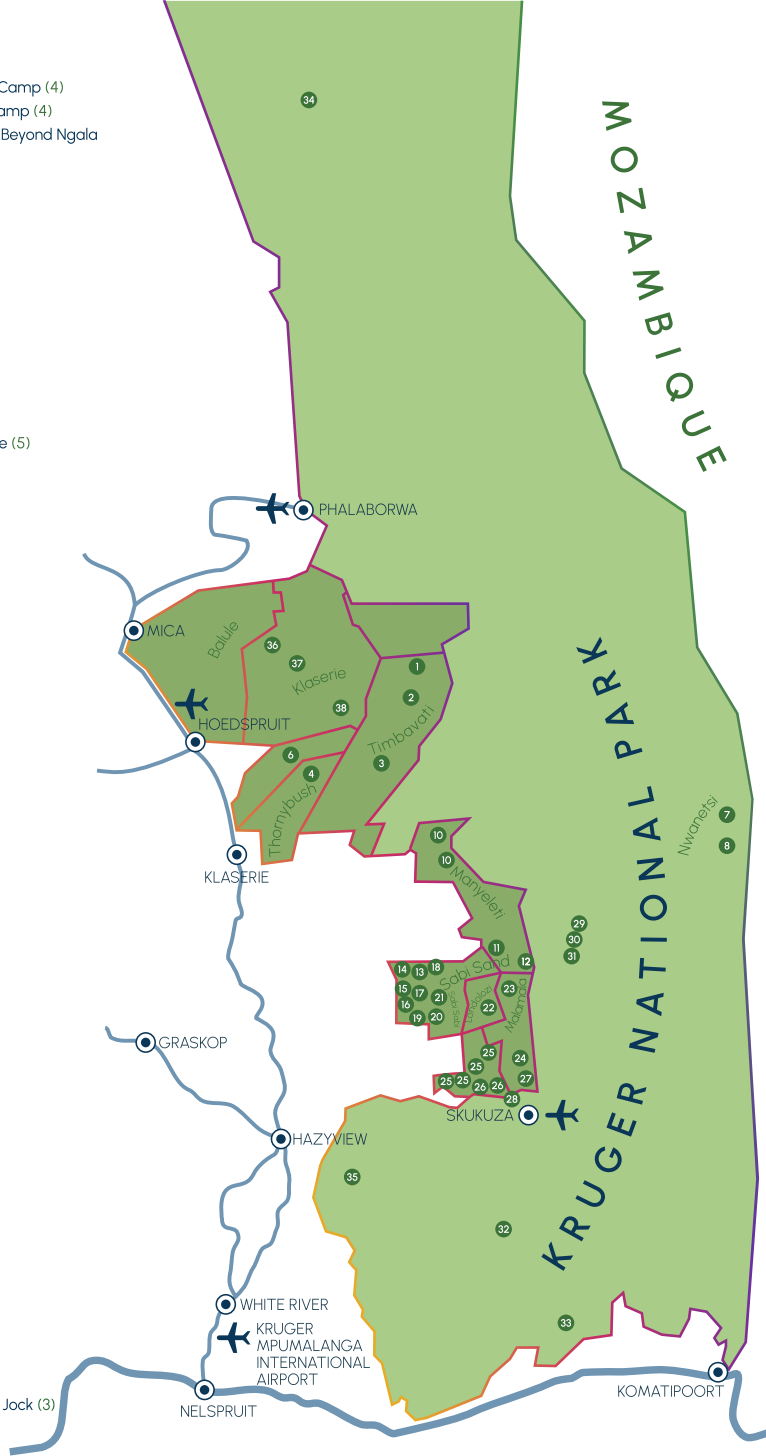 Camp (4)
amp (4)
Beyond Ngala
34
MOZAMBIQUE
e (5)
PHALABORWA
MICA
Balule
36
37
Klaserie
38
1
2
Timbavati
3
HOEDSPRUIT
6
4
Thornybush
KRUGER NATIONAL PARK
Nwanetsi
7
8
10
10
Manyeleti
KLASERIE
29
30
31
11
12
Sabi Sand
14
13
18
15
17
21
16
19
20
Sabi Sabi
Londolozi
22
23
Malamala
GRASKOP
25
25
24
25
25
26
26
27
28
SKUKUZA
HAZYVIEW
35
32
WHITE RIVER
KRUGER
MPUMALANGA
INTERNATIONAL
AIRPORT
33
KOMATIPOORT
Jock (3)
NELSPRUIT